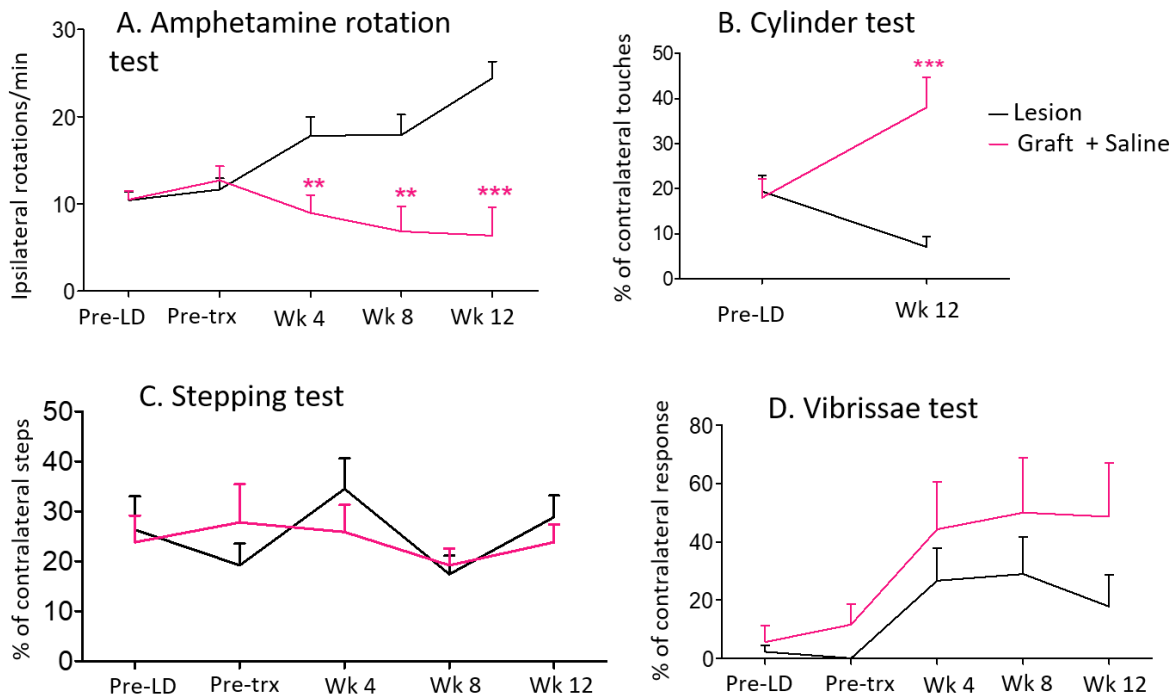 A. Amphetamine rotation
test
Ipsilateral rotations/min
30
20
10
0
**
**
***
Pre-LD
Pre-trx
Wk 4
Wk 8
Wk 12
B. Cylinder test
% of contralateral touches
50
40
30
20
10
0
***
Pre-LD
Wk 12
Lesion
Graft + Saline
C. Stepping test
% of contralateral steps
50
40
30
20
10
0
Pre-LD
Pre-trx
Wk 4
Wk 8
Wk 12
D. Vibrissae test
% of contralateral response
80
60
40
20
0
Pre-LD
Pre-trx
Wk 4
Wk 8
Wk 12